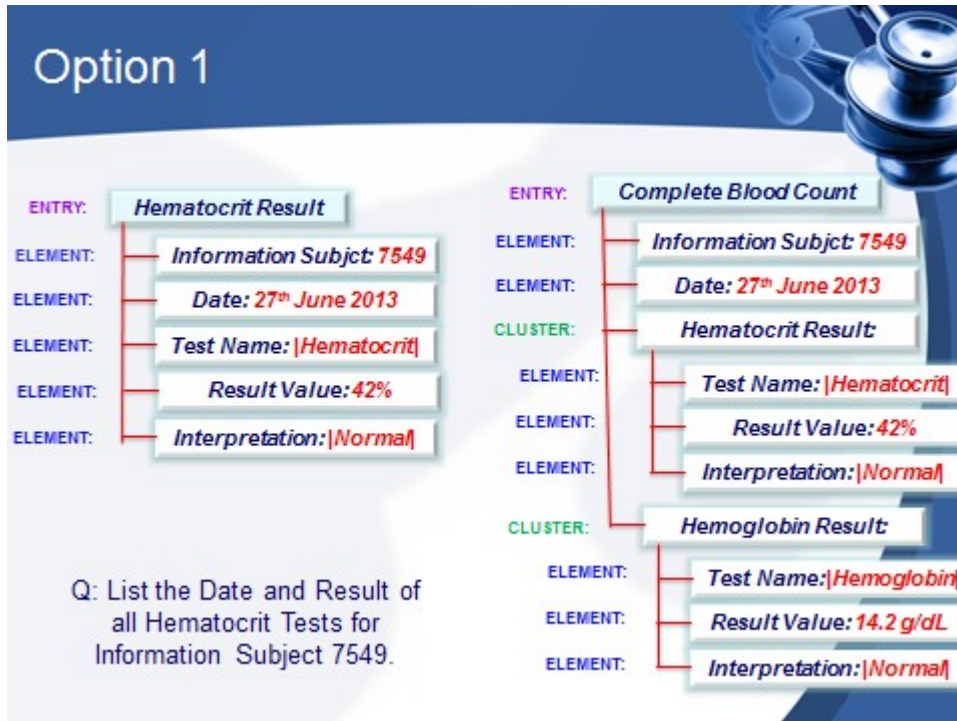 Option 1
ENTRY: Hematocrit Result
ELEMENT: Information Subjct: 7549
ELEMENT: Date: 27th June 2013
ELEMENT: Test Name: |Hematocrit|
ELEMENT: Result Value: 42%
ELEMENT: Interpretation: |Normal|
Q: List the Date and Result of
all Hematocrit Tests for
Information Subject 7549.
ENTRY: Complete Blood Count
ELEMENT: Information Subjct: 7549
ELEMENT: Date: 27th June 2013
CLUSTER: Hematocrit Result:
ELEMENT: Test Name: |Hematocrit|
ELEMENT: Result Value: 42%
ELEMENT: Interpretation: |Normal|
CLUSTER: Hemoglobin Result:
ELEMENT: Test Name: |Hemoglobin|
ELEMENT: Result Value: 14.2 g/dL
ELEMENT: Interpretation: |Normal|